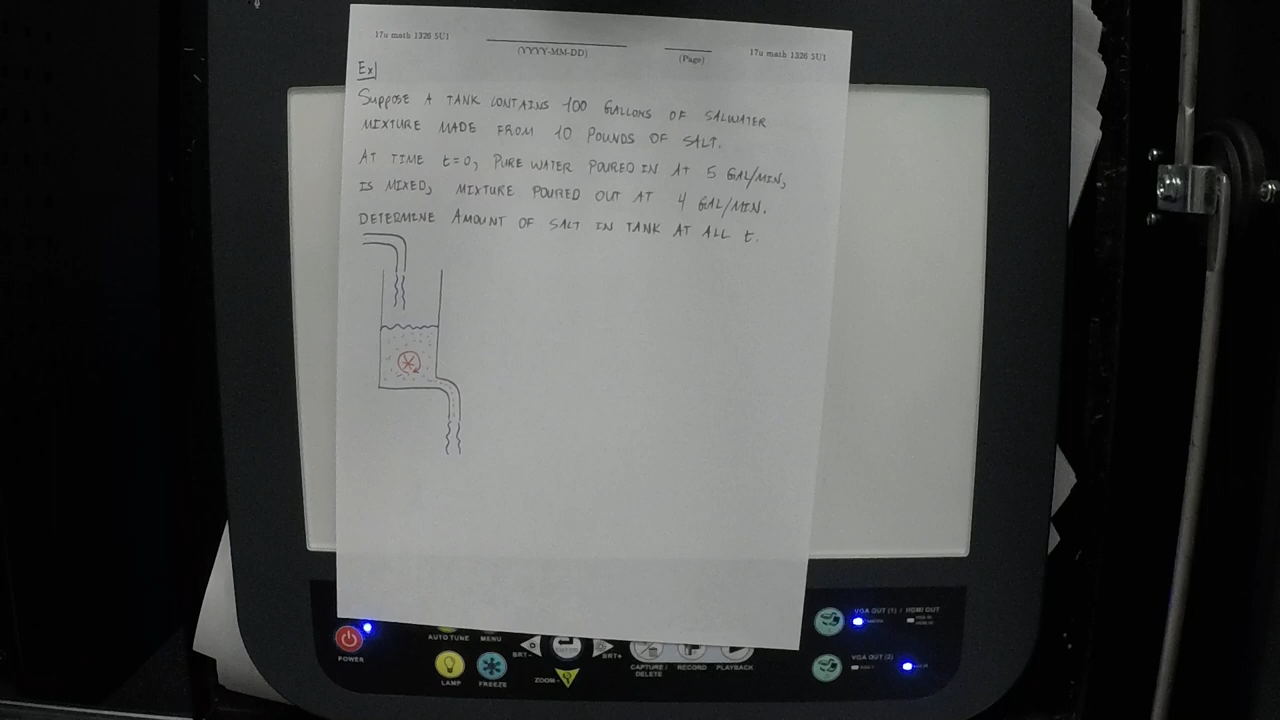 17u math 1326 5U1
(YYYY-MM-DD)
(Page)
17u math 1326 5U1
Ex
SUPPOSE A TANK CONTAINS 100 GALLONS OF SALWATER
MIXTURE MADE FROM 10 POUNDS OF SALT.
AT TIME t=0, PURE WATER POURED IN AT 5 GAL/MIN,
IS MIXED, MIXTURE POURED OUT AT 4 GAL/MIN.
DETERMINE AMOUNT OF SALT IN TANK AT ALL t.
POWER
AUTO TUNE
MENU
LAMP
FREEZE
BRT-
ENTER
BRT+
ZOOM-
CAPTURE /
DELETE
RECORD
PLAYBACK
VGA OUT (1) / HDMI OUT
VGA OUT (2)